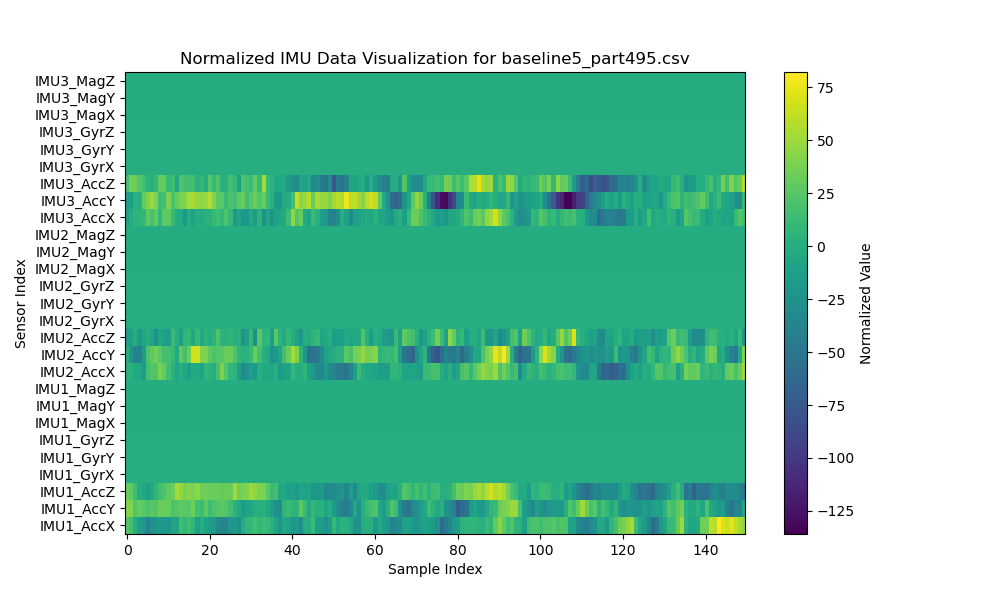 Normalized IMU Data Visualization for baseline5_part495.csv
IMU3_MagZ
IMU3_MagY
IMU3_MagX
IMU3_GyrZ
IMU3_GyrY
IMU3_GyrX
IMU3_AccZ
IMU3_AccY
IMU3_AccX
IMU2_MagZ
IMU2_MagY
IMU2_MagX
IMU2_GyrZ
IMU2_GyrY
IMU2_GyrX
IMU2_AccZ
IMU2_AccY
IMU2_AccX
IMU1_MagZ
IMU1_MagY
IMU1_MagX
IMU1_GyrZ
IMU1_GyrY
IMU1_GyrX
IMU1_AccZ
IMU1_AccY
IMU1_AccX
Sensor Index
0 20 40 60 80 100 120 140
Sample Index
75
50
25
0
−25
−50
−75
−100
−125
Normalized Value